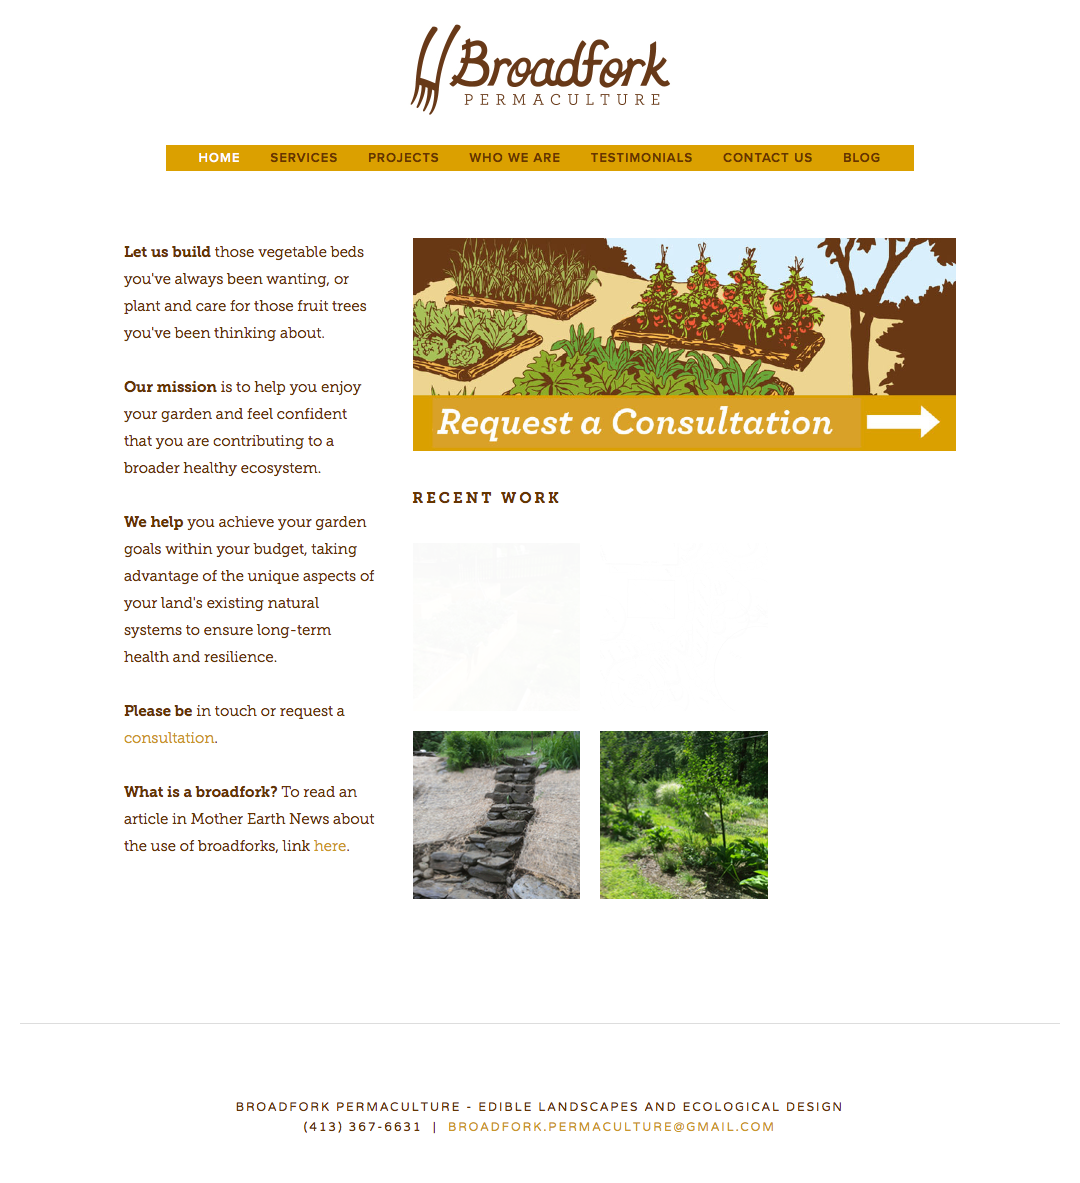 Broadfork
PERMACULTURE
HOME SERVICES PROJECTS WHO WE ARE TESTIMONIALS CONTACT US BLOG
Let us build those vegetable beds
you've always been wanting, or
plant and care for those fruit trees
you've been thinking about.
Our mission is to help you enjoy
your garden and feel confident
that you are contributing to a
broader healthy ecosystem.
We help you achieve your garden
goals within your budget, taking
advantage of the unique aspects of
your land's existing natural
systems to ensure long-term
health and resilience.
Please be in touch or request a
consultation.
What is a broadfork? To read an
article in Mother Earth News about
the use of broadforks, link here.
Request a Consultation
RECENT WORK
BROADFORK PERMACULTURE - EDIBLE LANDSCAPES AND ECOLOGICAL DESIGN
(413) 367-6631 | BROADFORK.PERMACULTURE@GMAIL.COM